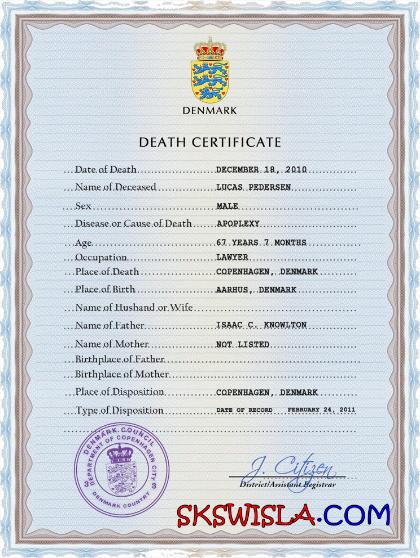 DENMARK
DEATH CERTIFICATE
Date of Death DECEMBER 18, 2010
Name of Deceased LUCAS PEDERSEN
Sex MALE
Disease or Cause of Death APOPLEXY
Age 67 YEARS 7 MONTHS
Occupation LAWYER
Place of Death COPENHAGEN, DENMARK
Place of Birth AARHUS, DENMARK
Name of Husband or Wife
Name of Father ISAAC C. KNOWLTON
Name of Mother NOT LISTED
Birthplace of Father
Birthplace of Mother
Place of Disposition COPENHAGEN, DENMARK
Type of Disposition DATE OF RECORD FEBRUARY 24, 2011
DENMARK COUNCIL
DEPARTMENT OF COPENHAGEN CITY
DENMARK COUNTRY
J. Citizen
District/Assistant Registrar
SKSWISLA.COM